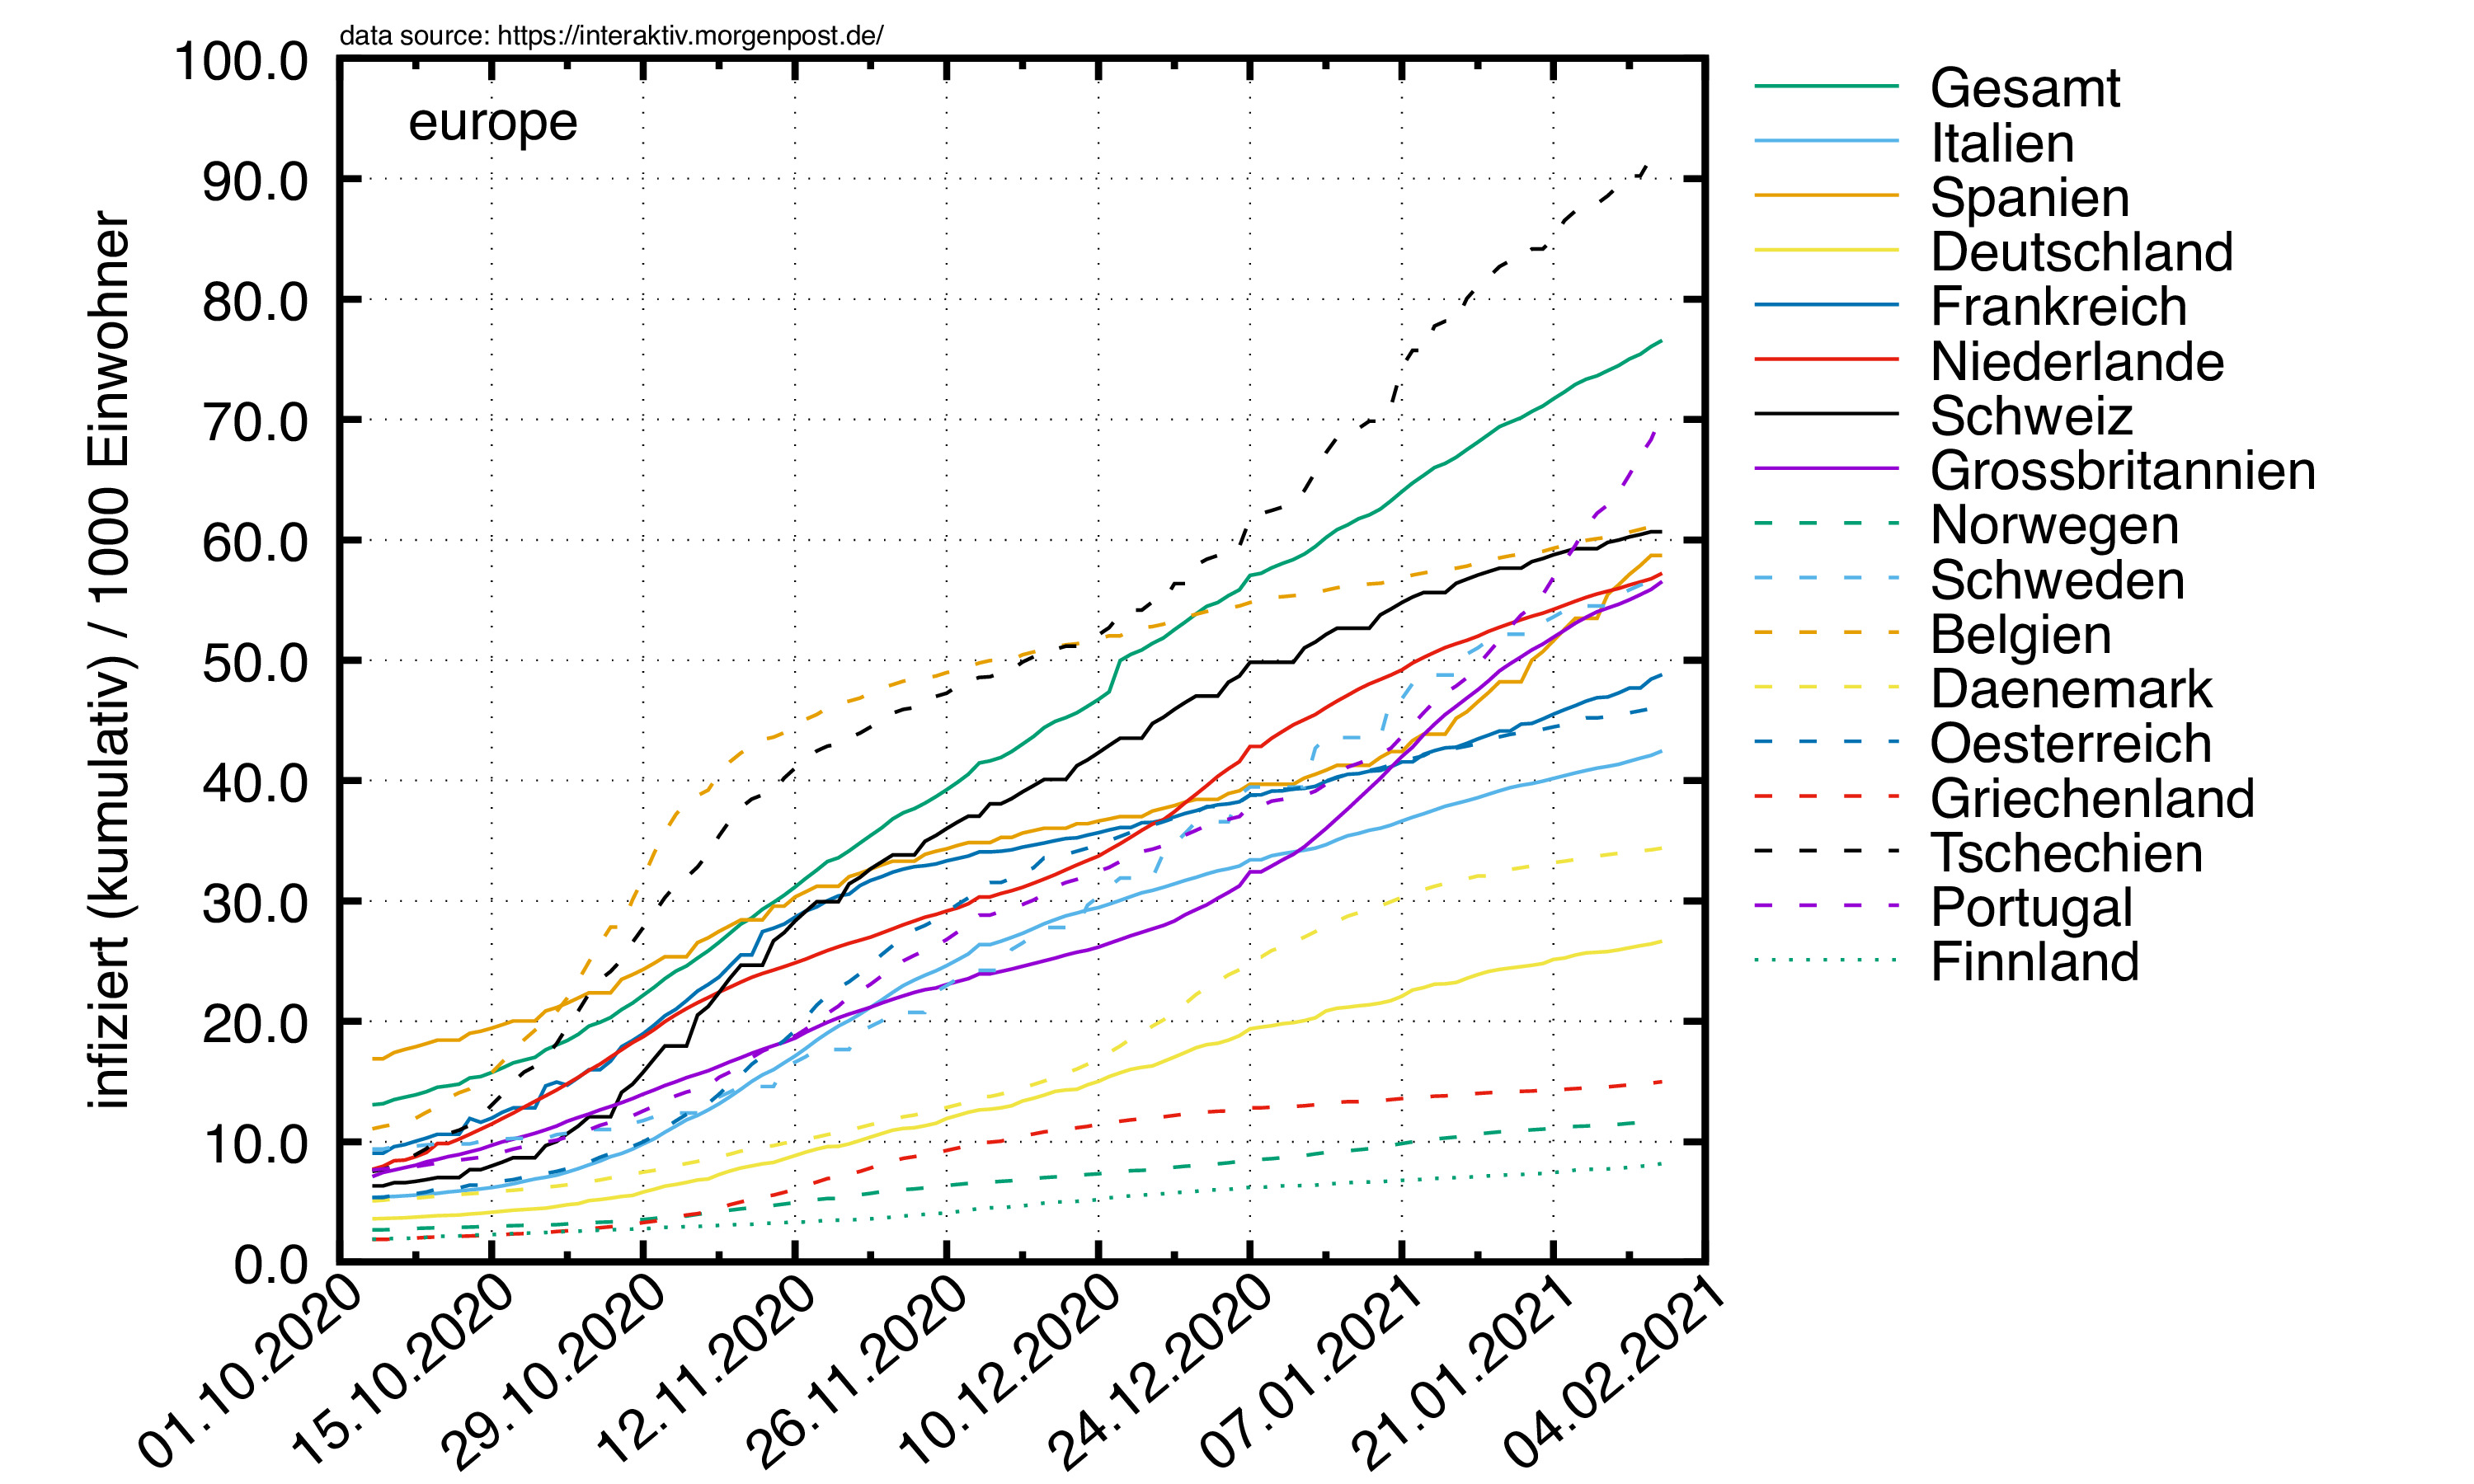 data source: https://interaktiv.morgenpost.de/
europe
infiziert (kumulativ) / 1000 Einwohner
100.0
90.0
80.0
70.0
60.0
50.0
40.0
30.0
20.0
10.0
0.0
01.10.2020
15.10.2020
29.10.2020
12.11.2020
26.11.2020
10.12.2020
24.12.2020
07.01.2021
21.01.2021
04.02.2021
Gesamt
Italien
Spanien
Deutschland
Frankreich
Niederlande
Schweiz
Grossbritannien
Norwegen
Schweden
Belgien
Daenemark
Oesterreich
Griechenland
Tschechien
Portugal
Finnland